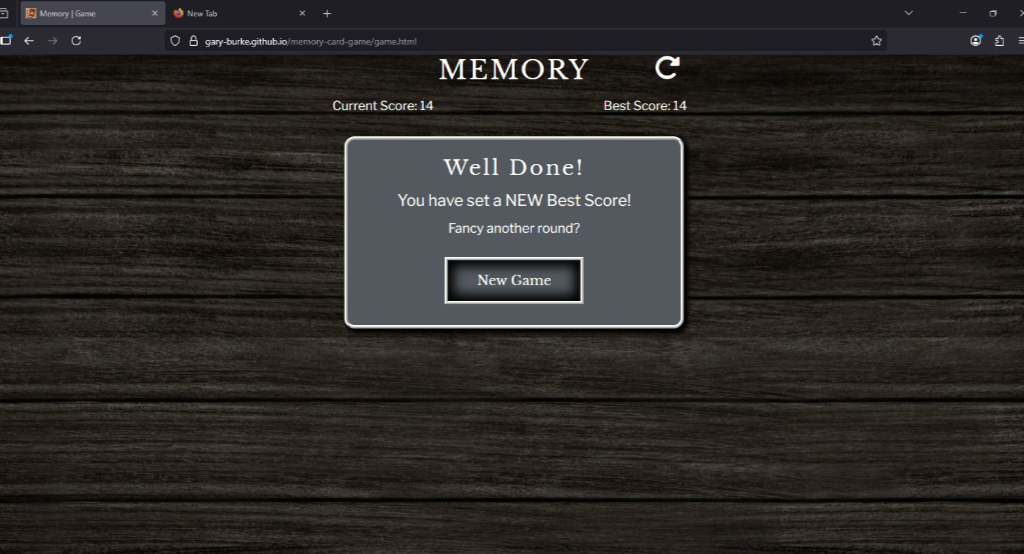 Memory | Game
New Tab
gary-burke.github.io/memory-card-game/game.html
MEMORY
Current Score: 14
Best Score: 14
Well Done!
You have set a NEW Best Score!
Fancy another round?
New Game